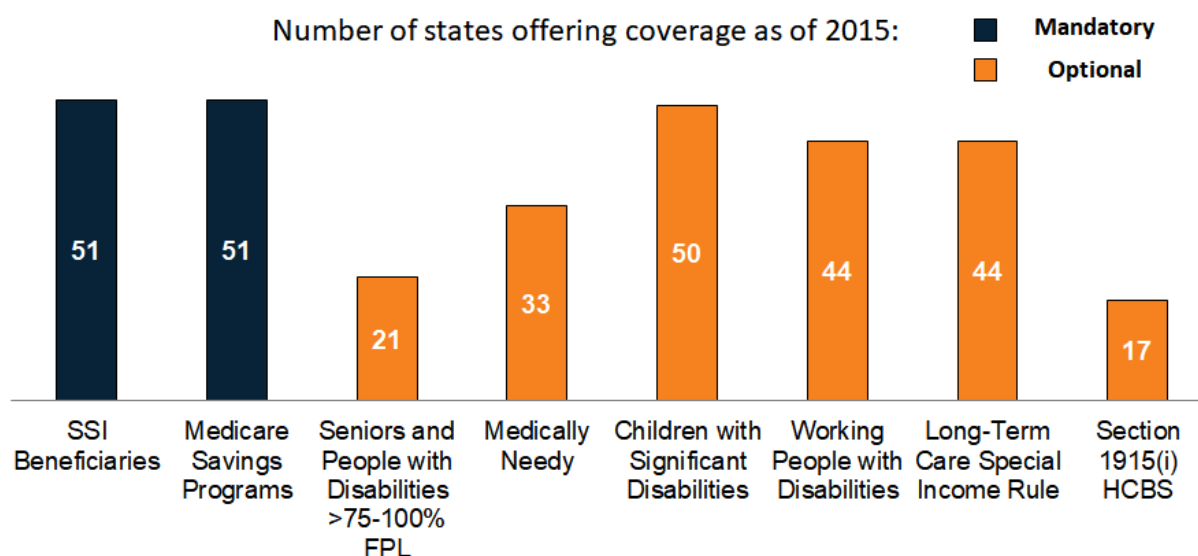 Number of states offering coverage as of 2015:
Mandatory
Optional
51
51
21
33
50
44
44
17
SSI
Beneficiaries
Medicare
Savings
Programs
Seniors and
People with
Disabilities
>75-100%
FPL
Medically
Needy
Children with
Significant
Disabilities
Working
People with
Disabilities
Long-Term
Care Special
Income Rule
Section
1915(i)
HCBS